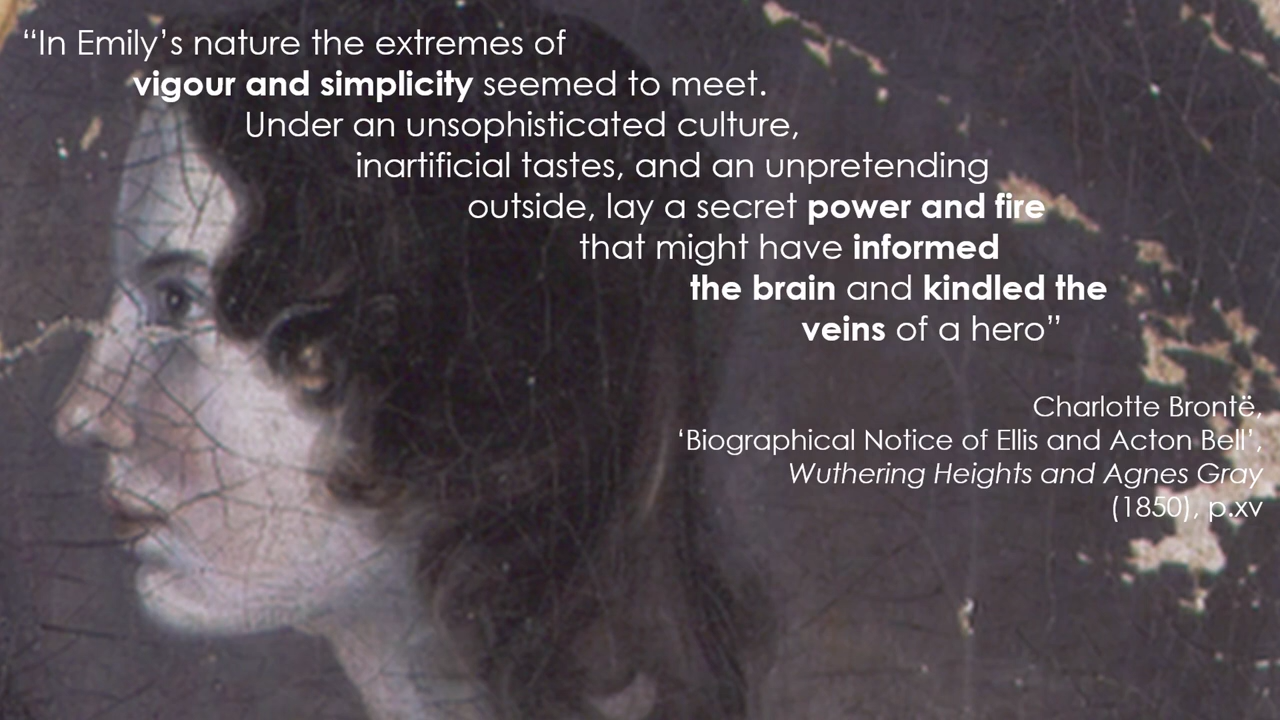 “In Emily’s nature the extremes of
vigour and simplicity seemed to meet.
Under an unsophisticated culture,
inartificial tastes, and an unpretending
outside, lay a secret power and fire
that might have informed
the brain and kindled the
veins of a hero”
Charlotte Brontë,
‘Biographical Notice of Ellis and Acton Bell’,
Wuthering Heights and Agnes Gray
(1850), p.xv